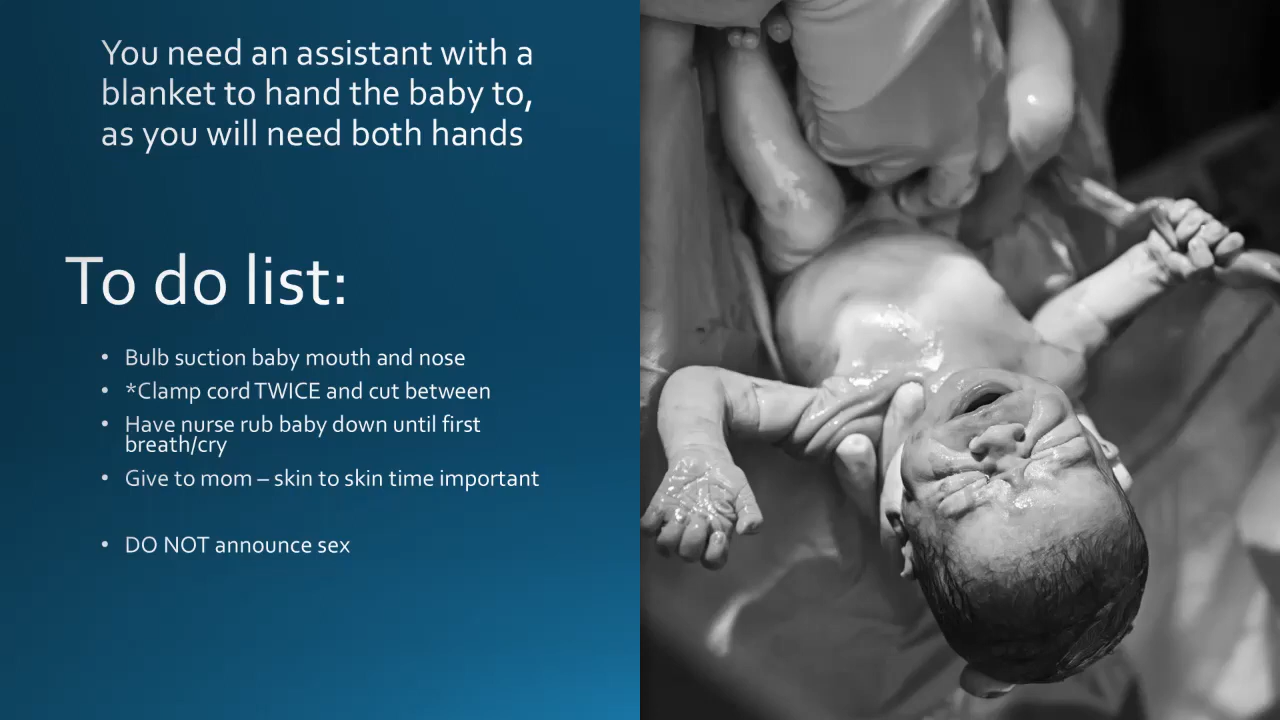 You need an assistant with a
blanket to hand the baby to,
as you will need both hands
To do list:
• Bulb suction baby mouth and nose
• *Clamp cord TWICE and cut between
• Have nurse rub baby down until first
breath/cry
• Give to mom – skin to skin time important
• DO NOT announce sex